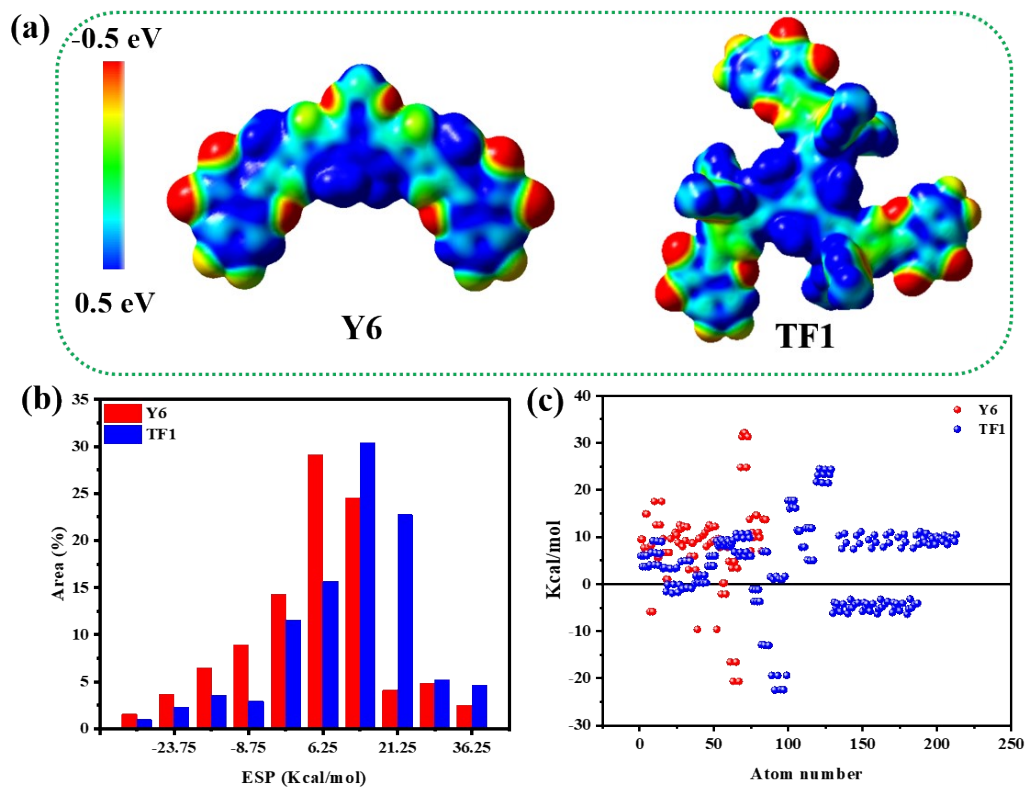 (a)
-0.5 eV
0.5 eV
Y6
TF1
(b)
35
30
25
20
15
10
5
0
Area (%)
Y6
TF1
-23.75 -8.75 6.25 21.25 36.25
ESP (Kcal/mol)
(c)
40
30
20
10
0
-10
-20
-30
Kcal/mol
Y6
TF1
0 50 100 150 200 250
Atom number